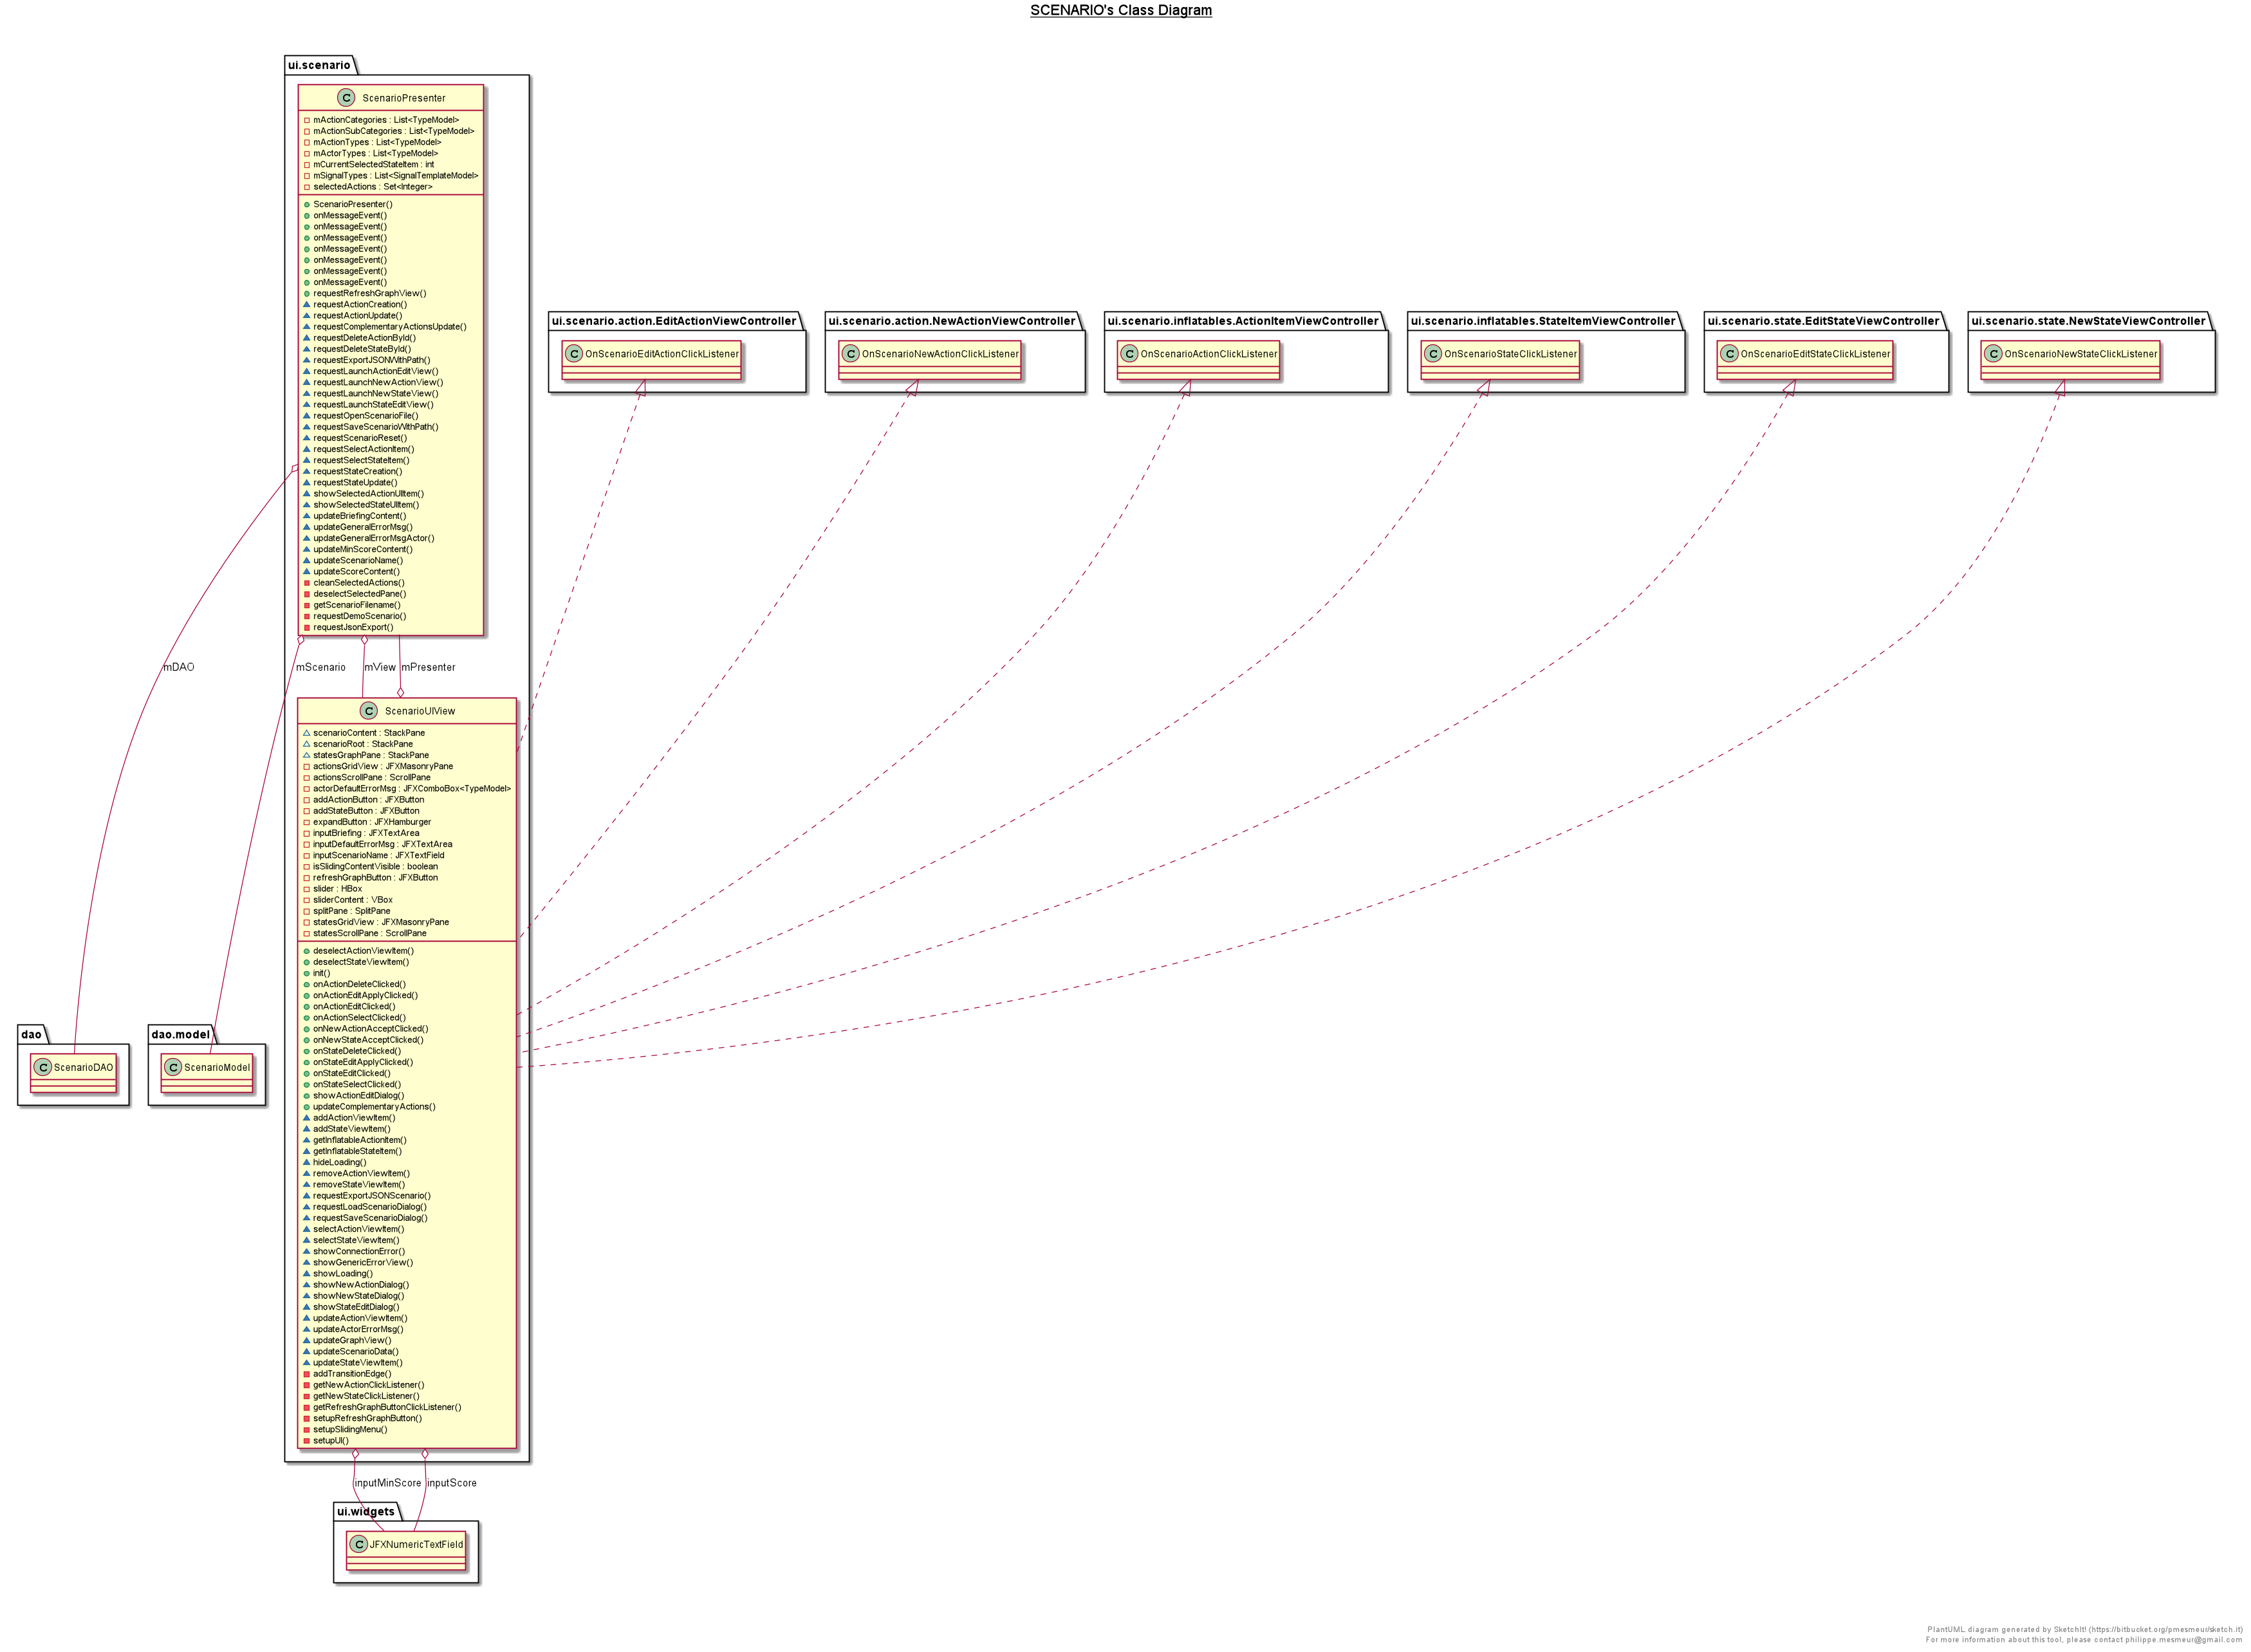 SCENARIO's Class Diagram
ui.scenario
ScenarioPresenter
mActionCategories : List<TypeModel>
mActionSubCategories : List<TypeModel>
mActionTypes : List<TypeModel>
mActorTypes : List<TypeModel>
mCurrentSelectedStateItem : int
mSignalTypes : List<SignalTemplateModel>
selectedActions : Set<Integer>
ScenarioPresenter()
onMessageEvent()
onMessageEvent()
onMessageEvent()
onMessageEvent()
onMessageEvent()
onMessageEvent()
onMessageEvent()
requestRefreshGraphView()
requestActionCreation()
requestActionUpdate()
requestComplementaryActionsUpdate()
requestDeleteActionById()
requestDeleteStateById()
requestExportJSONWithPath()
requestLaunchActionEditView()
requestLaunchNewActionView()
requestLaunchNewStateView()
requestLaunchStateEditView()
requestOpenScenarioFile()
requestSaveScenarioWithPath()
requestScenarioReset()
requestSelectActionItem()
requestSelectStateItem()
requestStateCreation()
requestStateUpdate()
showSelectedActionUIItem()
showSelectedStateUIItem()
updateBriefingContent()
updateGeneralErrorMsg()
updateGeneralErrorMsgActor()
updateMinScoreContent()
updateScenarioName()
updateScoreContent()
cleanSelectedActions()
deselectSelectedPane()
getScenarioFilename()
requestDemoScenario()
requestJsonExport()
ui.scenario.action.EditActionViewController
OnScenarioEditActionClickListener
ui.scenario.action.NewActionViewController
OnScenarioNewActionClickListener
ui.scenario.inflatables.ActionItemViewController
OnScenarioActionClickListener
ui.scenario.inflatables.StateItemViewController
OnScenarioStateClickListener
ui.scenario.state.EditStateViewController
OnScenarioEditStateClickListener
ui.scenario.state.NewStateViewController
OnScenarioNewStateClickListener
mDAO
mScenario
mView
mPresenter
ScenarioUIView
scenarioContent : StackPane
scenarioRoot : StackPane
statesGraphPane : StackPane
actionsGridView : JFXMasonryPane
actionsScrollPane : ScrollPane
actorDefaultErrorMsg : JFXComboBox<TypeModel>
addActionButton : JFXButton
addStateButton : JFXButton
expandButton : JFXHamburger
inputBriefing : JFXTextArea
inputDefaultErrorMsg : JFXTextArea
inputScenarioName : JFXTextField
isSlidingContentVisible : boolean
refreshGraphButton : JFXButton
slider : HBox
sliderContent : VBox
splitPane : SplitPane
statesGridView : JFXMasonryPane
statesScrollPane : ScrollPane
deselectActionViewItem()
deselectStateViewItem()
init()
onActionDeleteClicked()
onActionEditApplyClicked()
onActionEditClicked()
onActionSelectClicked()
onNewActionAcceptClicked()
onNewStateAcceptClicked()
onStateDeleteClicked()
onStateEditApplyClicked()
onStateEditClicked()
onStateSelectClicked()
showActionEditDialog()
updateComplementaryActions()
addActionViewItem()
addStateViewItem()
getInflatableActionItem()
getInflatableStateItem()
hideLoading()
removeActionViewItem()
removeStateViewItem()
requestExportJSONScenario()
requestLoadScenarioDialog()
requestSaveScenarioDialog()
selectActionViewItem()
selectStateViewItem()
showConnectionError()
showGenericErrorView()
showLoading()
showNewActionDialog()
showNewStateDialog()
showStateEditDialog()
updateActionViewItem()
updateActorErrorMsg()
updateGraphView()
updateScenarioData()
updateStateViewItem()
addTransitionEdge()
getNewActionClickListener()
getNewStateClickListener()
getRefreshGraphButtonClickListener()
setupRefreshGraphButton()
setupSlidingMenu()
setupUI()
dao
ScenarioDAO
dao.model
ScenarioModel
inputMinScore
inputScore
ui.widgets
JFXNumericTextField
PlantUML diagram generated by SketchIt! (https://bitbucket.org/pmesmeur/sketch.it)
For more information about this tool, please contact philippe.mesmeur@gmail.com